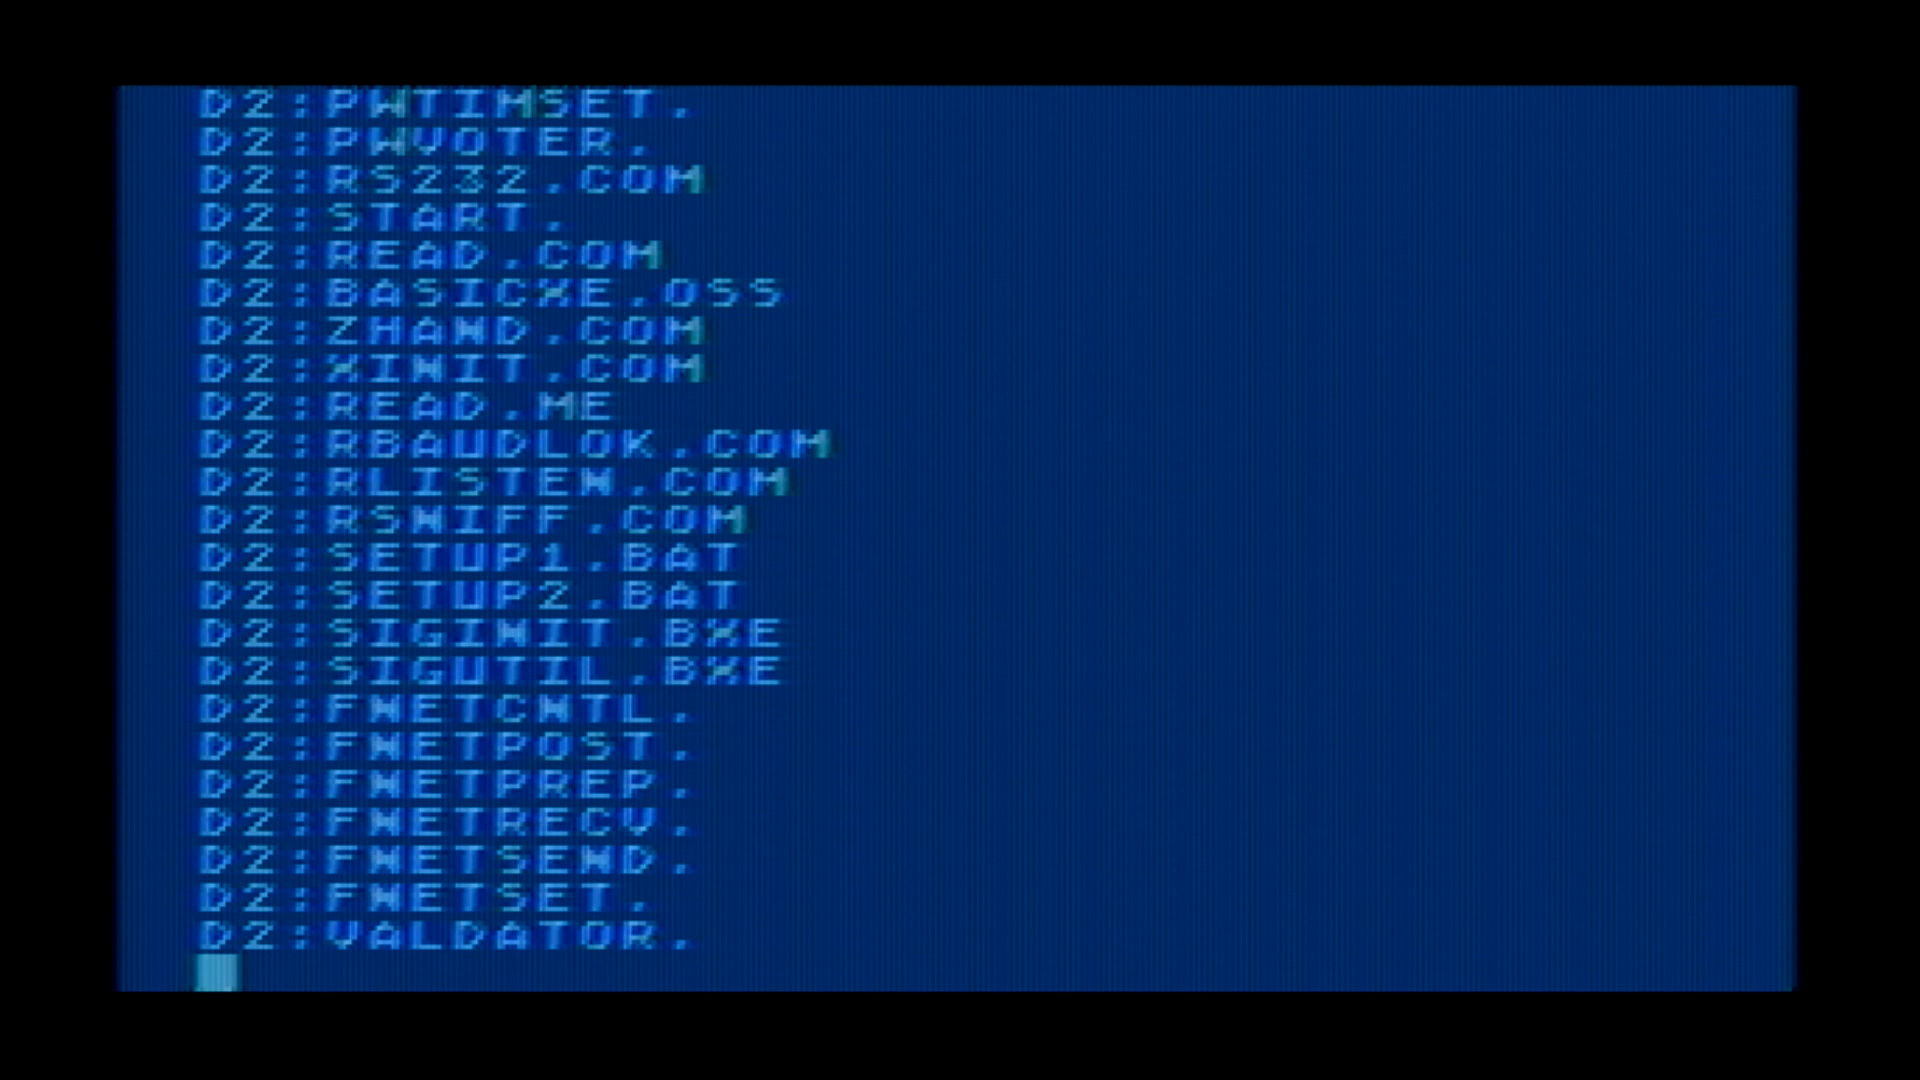 D2:PWTIMSET.
D2:PWVOTER.
D2:RS232.COM
D2:START.
D2:READ.COM
D2:BASICXE.OSS
D2:ZHAND.COM
D2:XINIT.COM
D2:READ.ME
D2:RBAUDLOK.COM
D2:RLISTEN.COM
D2:RSNIFF.COM
D2:SETUP1.BAT
D2:SETUP2.BAT
D2:SIGINIT.BXE
D2:SIGUTIL.BXE
D2:FNETCNTL.
D2:FNETPOST.
D2:FNETPREP.
D2:FNETRECV.
D2:FNETSEND.
D2:FNETSET.
D2:VALDATOR.